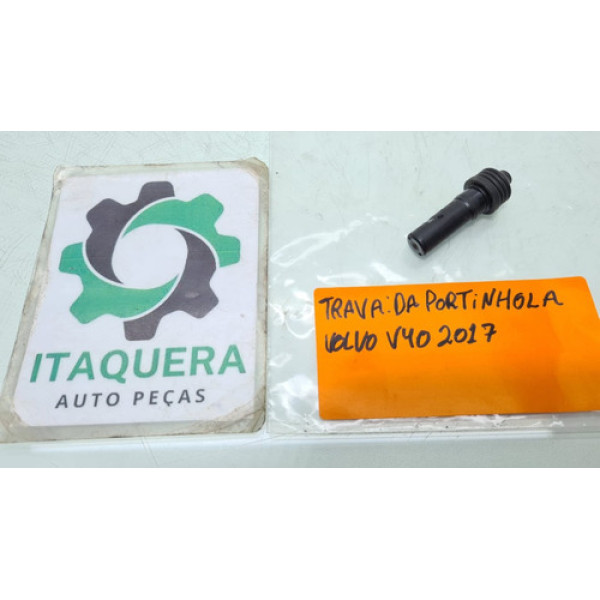 ITAQUERA
AUTO PEÇAS
TRAVA: DA PORTINHOLA
VOLVO V40 2017